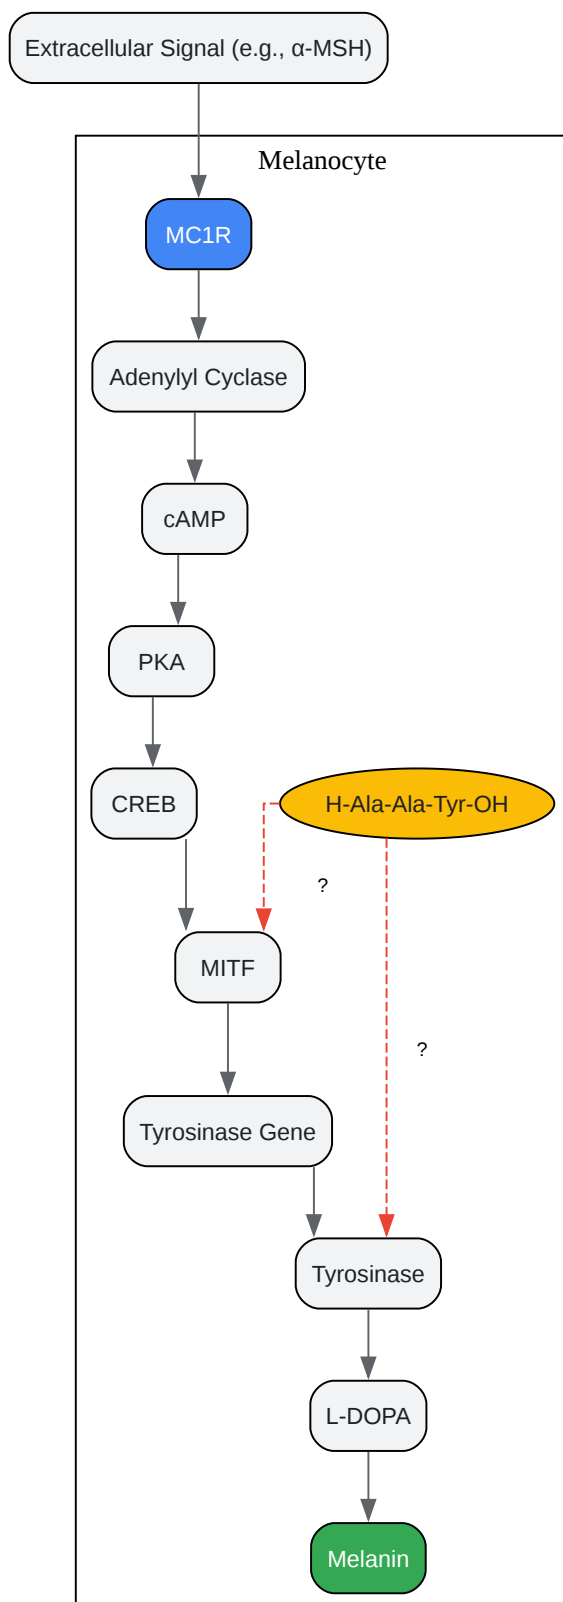 Extracellular Signal (e.g., α-MSH)
Melanocyte
MC1R
Adenylyl Cyclase
cAMP
PKA
CREB
H-Ala-Ala-Tyr-OH
?
MITF
?
Tyrosinase Gene
Tyrosinase
L-DOPA
Melanin